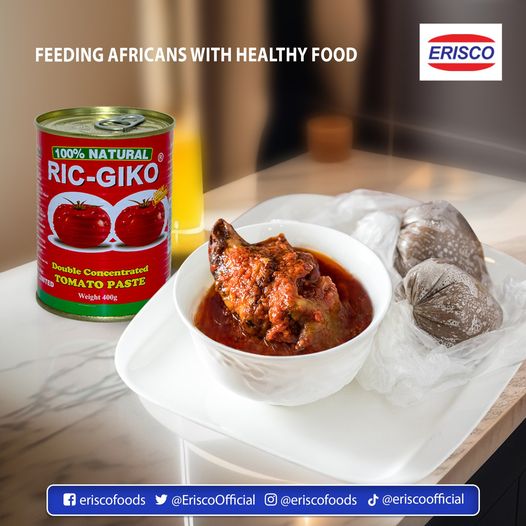 FEEDING AFRICANS WITH HEALTHY FOOD
ERISCO
100% NATURAL
RIC-GIKO®
Double Concentrated
TOMATO PASTE
Weight 400g
eriscofoods @EriscoOfficial @eriscofoods @eriscoofficial